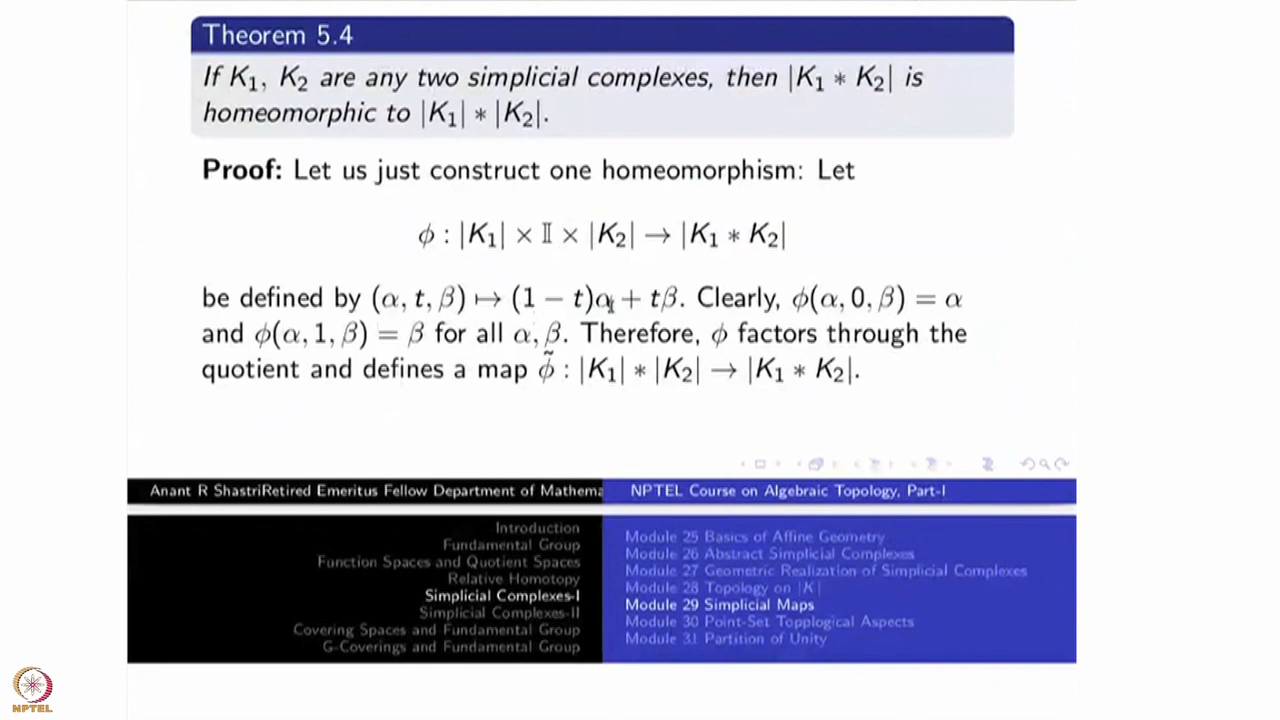 Theorem 5.4
If K₁, K₂ are any two simplicial complexes, then |K₁ ∗ K₂| is
homeomorphic to |K₁| ∗ |K₂|.
Proof: Let us just construct one homeomorphism: Let
ϕ : |K₁| × 𝕀 × |K₂| → |K₁ ∗ K₂|
be defined by (α, t, β) ↦ (1 − t)α + tβ. Clearly, ϕ(α, 0, β) = α
and ϕ(α, 1, β) = β for all α, β. Therefore, ϕ factors through the
quotient and defines a map ϕ̃ : |K₁| ∗ |K₂| → |K₁ ∗ K₂|.
Anant R ShastriRetired Emeritus Fellow Department of Mathema
NPTEL Course on Algebraic Topology, Part-I
Introduction
Fundamental Group
Function Spaces and Quotient Spaces
Relative Homotopy
Simplicial Complexes-I
Simplicial Complexes-II
Covering Spaces and Fundamental Group
G-Coverings and Fundamental Group
Module 25 Basics of Affine Geometry
Module 26 Abstract Simplicial Complexes
Module 27 Geometric Realization of Simplicial Complexes
Module 28 Topology on |K|
Module 29 Simplicial Maps
Module 30 Point-Set Topplogical Aspects
Module 31 Partition of Unity
NPTEL